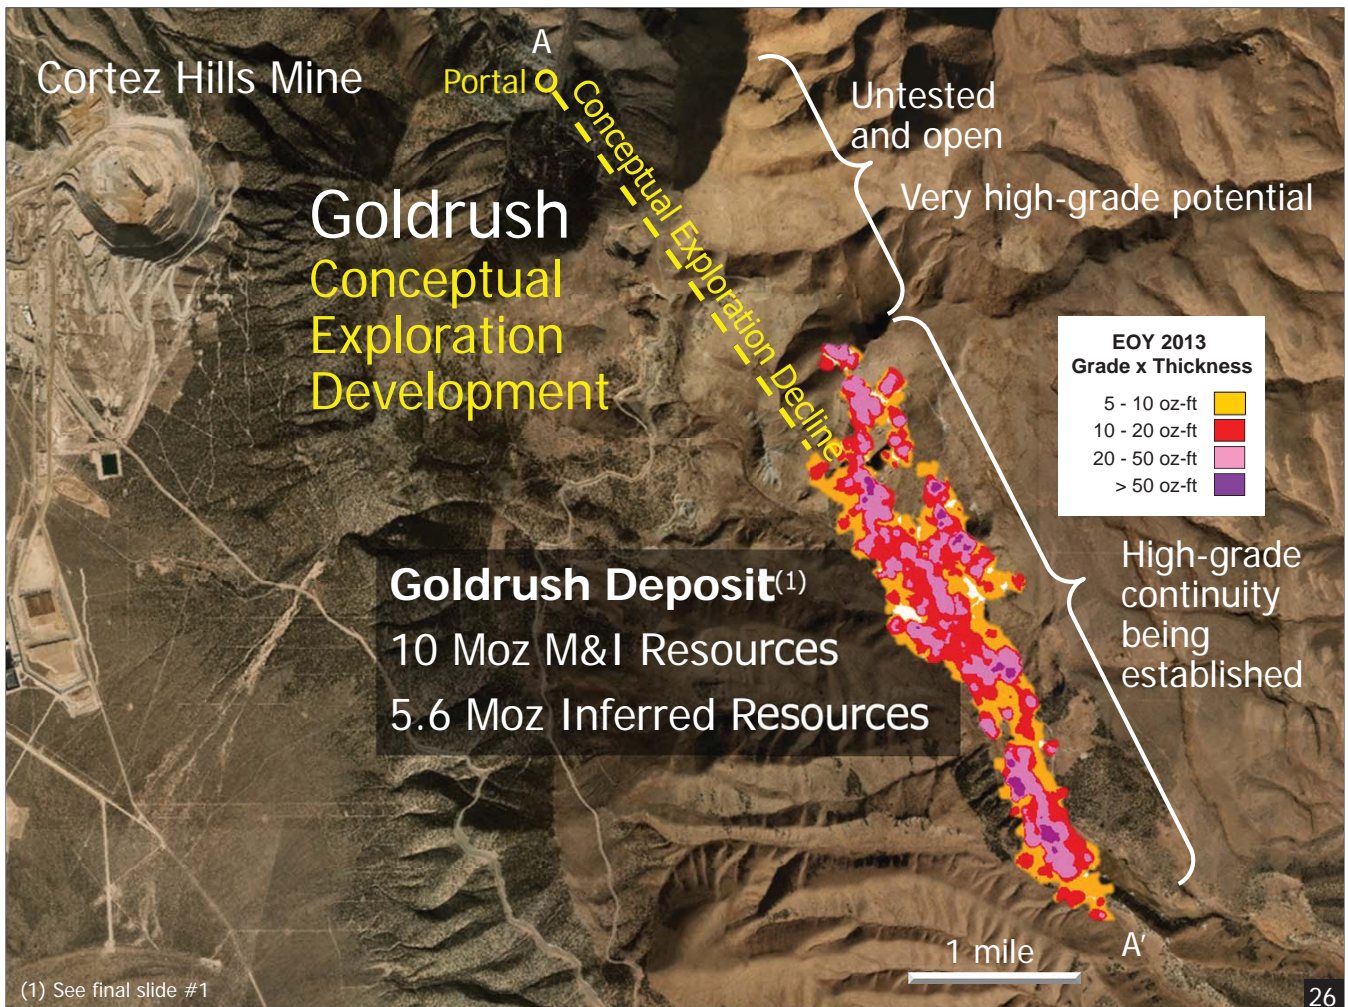 Cortez Hills Mine
A
Portal
Conceptual Exploration Decline
Untested
and open
Very high-grade potential
Goldrush
Conceptual
Exploration
Development
EOY 2013
Grade x Thickness
5 - 10 oz-ft
10 - 20 oz-ft
20 - 50 oz-ft
> 50 oz-ft
High-grade
continuity
being
established
Goldrush Deposit(1)
10 Moz M&I Resources
5.6 Moz Inferred Resources
1 mile
A'
(1) See final slide #1
26